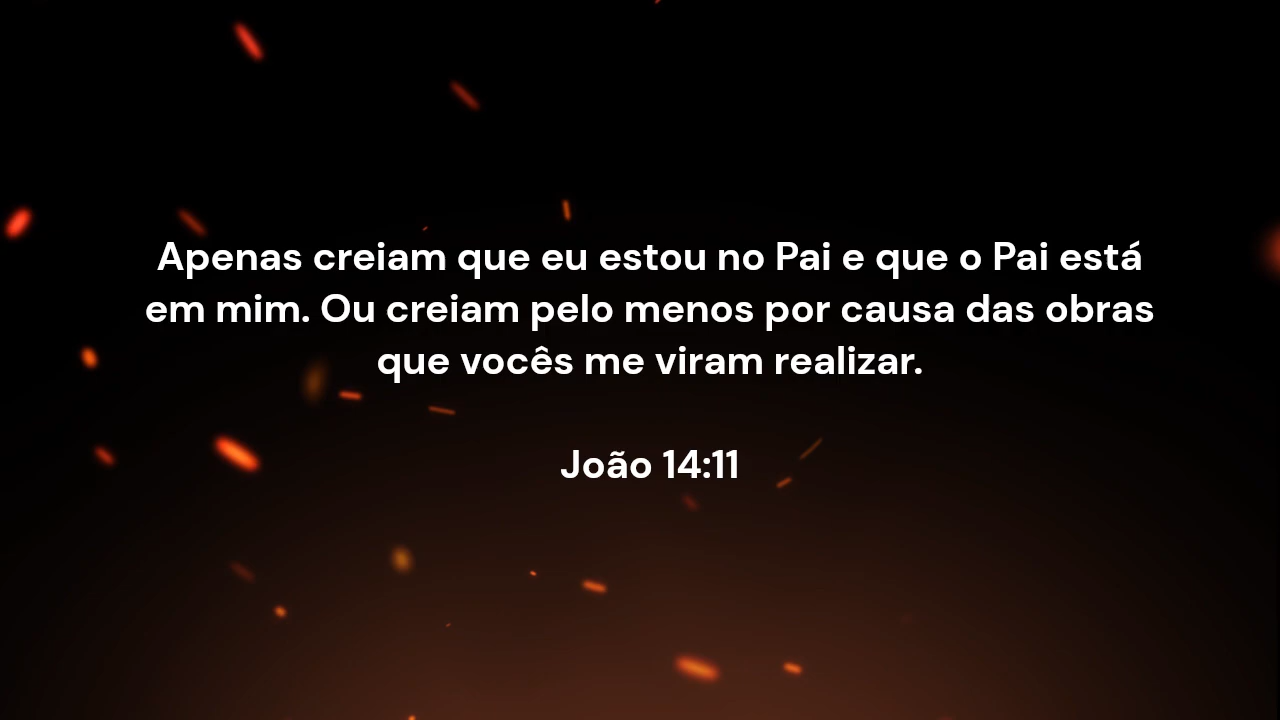 Apenas creiam que eu estou no Pai e que o Pai está
em mim. Ou creiam pelo menos por causa das obras
que vocês me viram realizar.
João 14:11